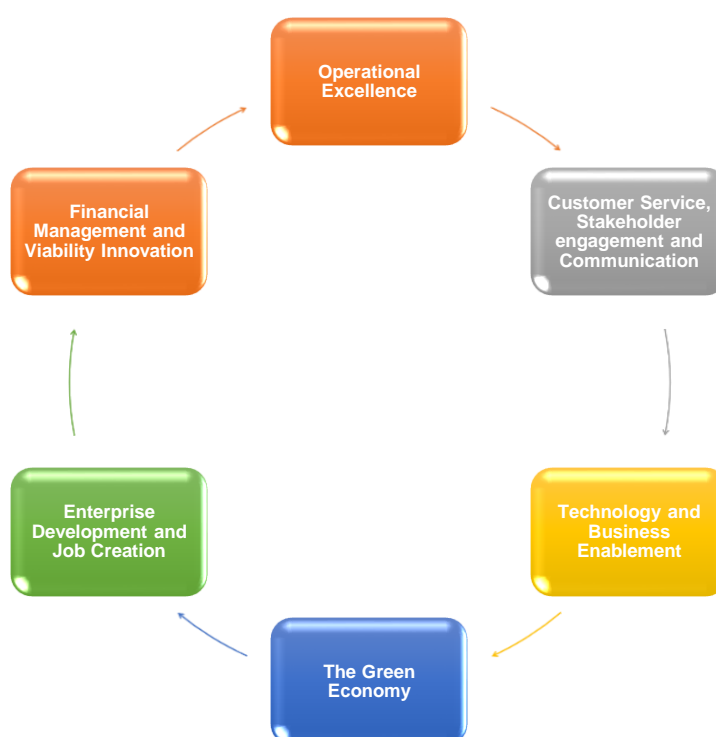 Operational
Excellence
Customer Service,
Stakeholder
engagement and
Communication
Technology and
Business
Enablement
The Green
Economy
Enterprise
Development and
Job Creation
Financial
Management and
Viability Innovation